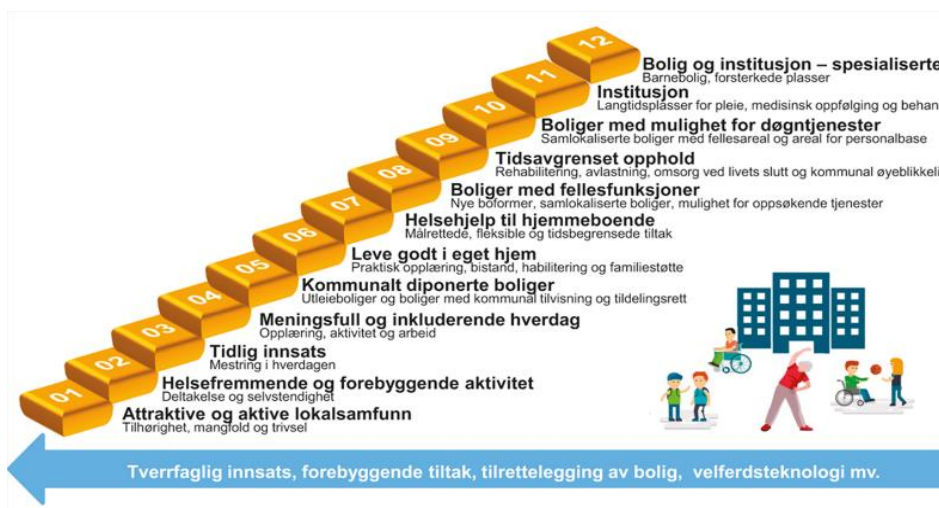 12
Bolig og institusjon – spesialiserte
Barnebolig, forsterkede plasser
11
Institusjon
Langtidsplasser for pleie, medisinsk oppfølging og behan
10
Boliger med mulighet for døgntjenester
Samlokaliserte boliger med fellesareal og areal for personalbase
09
Tidsavgrenset opphold
Rehabilitering, avlastning, omsorg ved livets slutt og kommunal øyeblikkeli
08
Boliger med fellesfunksjoner
Nye boformer, samlokaliserte boliger, mulighet for oppsøkende tjenester
07
Helsehjelp til hjemmeboende
Målrettede, fleksible og tidsbegrensede tiltak
06
Leve godt i eget hjem
Praktisk opplæring, bistand, habilitering og familiestøtte
05
Kommunalt diponerte boliger
Utleieboliger og boliger med kommunal tilvisning og tildelingsrett
04
Meningsfull og inkluderende hverdag
Opplæring, aktivitet og arbeid
03
Tidlig innsats
Mestring i hverdagen
02
Helsefremmende og forebyggende aktivitet
Deltakelse og selvstendighet
01
Attraktive og aktive lokalsamfunn
Tilhørighet, mangfold og trivsel
Tverrfaglig innsats, forebyggende tiltak, tilrettelegging av bolig, velferdsteknologi mv.